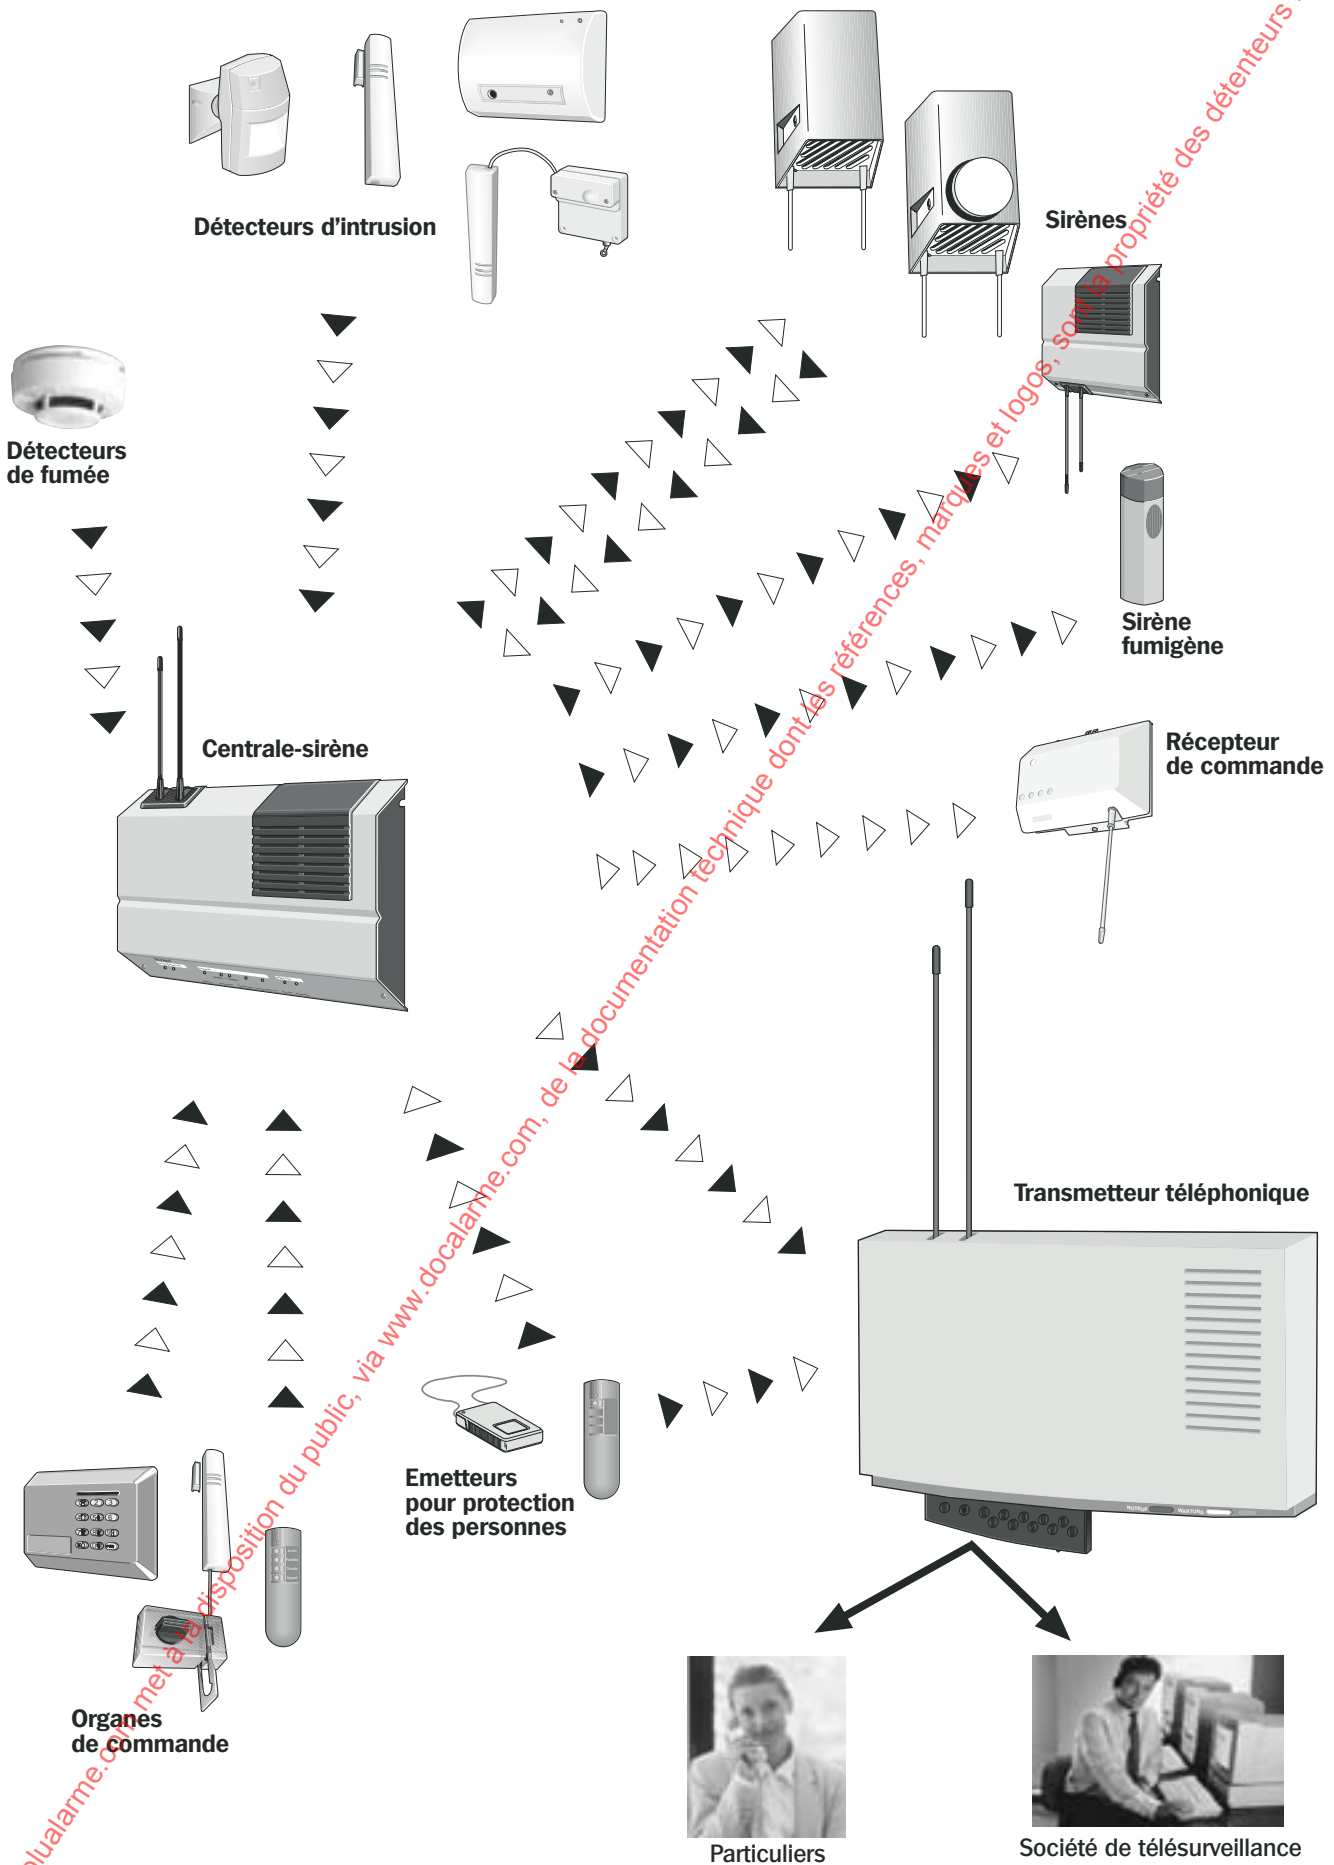 Détecteurs d'intrusion
Sirènes
Détecteurs
de fumée
Sirène
fumigène
Centrale-sirène
Récepteur
de commande
Transmetteur téléphonique
Emetteurs
pour protection
des personnes
NOTRUF
WARTUNG
Organes
de commande
Particuliers
Société de télésurveillance
met à la disposition du public, via www.docalarme.com, de la documentation technique dont les références, marques et logos, sont la propriété des détenteurs